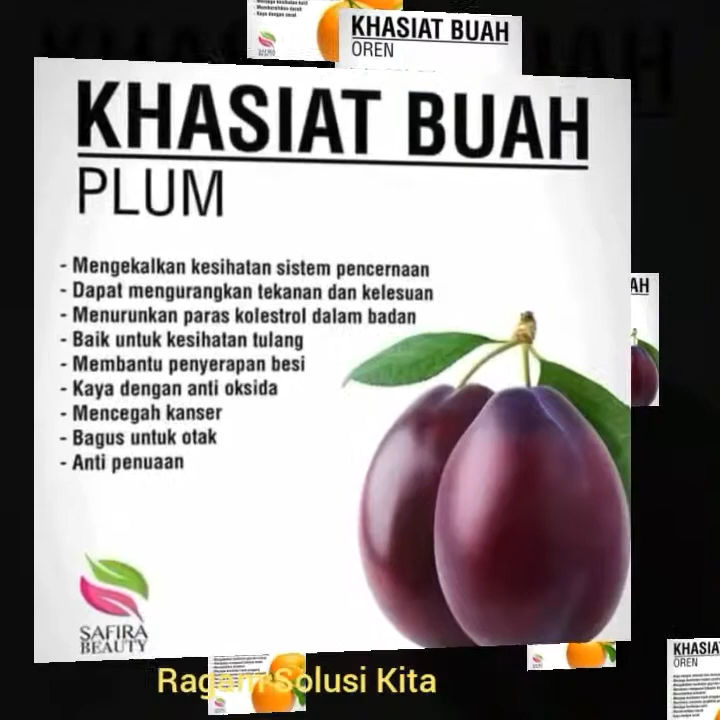 KHASIAT BUAH
OREN
KHASIAT BUAH
PLUM
- Mengekalkan kesihatan sistem pencernaan
- Dapat mengurangkan tekanan dan kelesuan
- Menurunkan paras kolestrol dalam badan
- Baik untuk kesihatan tulang
- Membantu penyerapan besi
- Kaya dengan anti oksida
- Mencegah kanser
- Bagus untuk otak
- Anti penuaan
SAFIRA
BEAUTY
Ragam Solusi Kita
AH
KHASIA
OREN